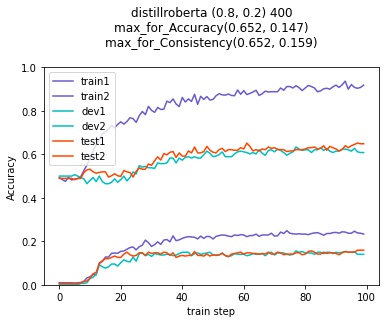 distillroberta (0.8, 0.2) 400
max_for_Accuracy(0.652, 0.147)
max_for_Consistency(0.652, 0.159)
1.0
0.8
0.6
0.4
0.2
0.0
Accuracy
train1
train2
dev1
dev2
test1
test2
0
20
40
60
80
100
train step